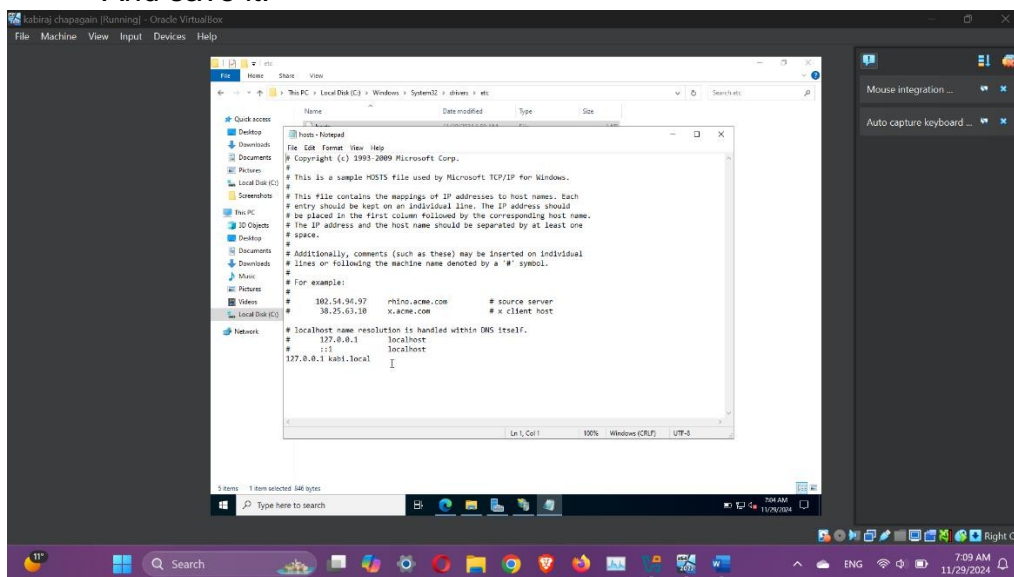 And save it.
kabiraj chapagain [Running] - Oracle VirtualBox
File Machine View Input Devices Help
etc
File Home Share View
This PC > Local Disk (C:) > Windows > System32 > drivers > etc
Search etc
Name Date modified Type Size
Quick access
Desktop
Downloads
Documents
Pictures
Local Disk (C:)
Screenshots
This PC
3D Objects
Desktop
Documents
Downloads
Music
Pictures
Videos
Local Disk (C:)
Network
hosts - Notepad
File Edit Format View Help
# Copyright (c) 1993-2009 Microsoft Corp.
#
# This is a sample HOSTS file used by Microsoft TCP/IP for Windows.
#
# This file contains the mappings of IP addresses to host names. Each
# entry should be kept on an individual line. The IP address should
# be placed in the first column followed by the corresponding host name.
# The IP address and the host name should be separated by at least one
# space.
#
# Additionally, comments (such as these) may be inserted on individual
# lines or following the machine name denoted by a '#' symbol.
#
# For example:
#
# 102.54.94.97 rhino.acme.com # source server
# 38.25.63.10 x.acme.com # x client host
# localhost name resolution is handled within DNS itself.
# 127.0.0.1 localhost
# ::1 localhost
127.0.0.1 kabi.local
Ln 1, Col 1 100% Windows (CRLF) UTF-8
5 items 1 item selected 846 bytes
Type here to search
7:04 AM
11/29/2024
Mouse integration ...
Auto capture keyboard ...
Right C
11°
Search
ENG
7:09 AM
11/29/2024